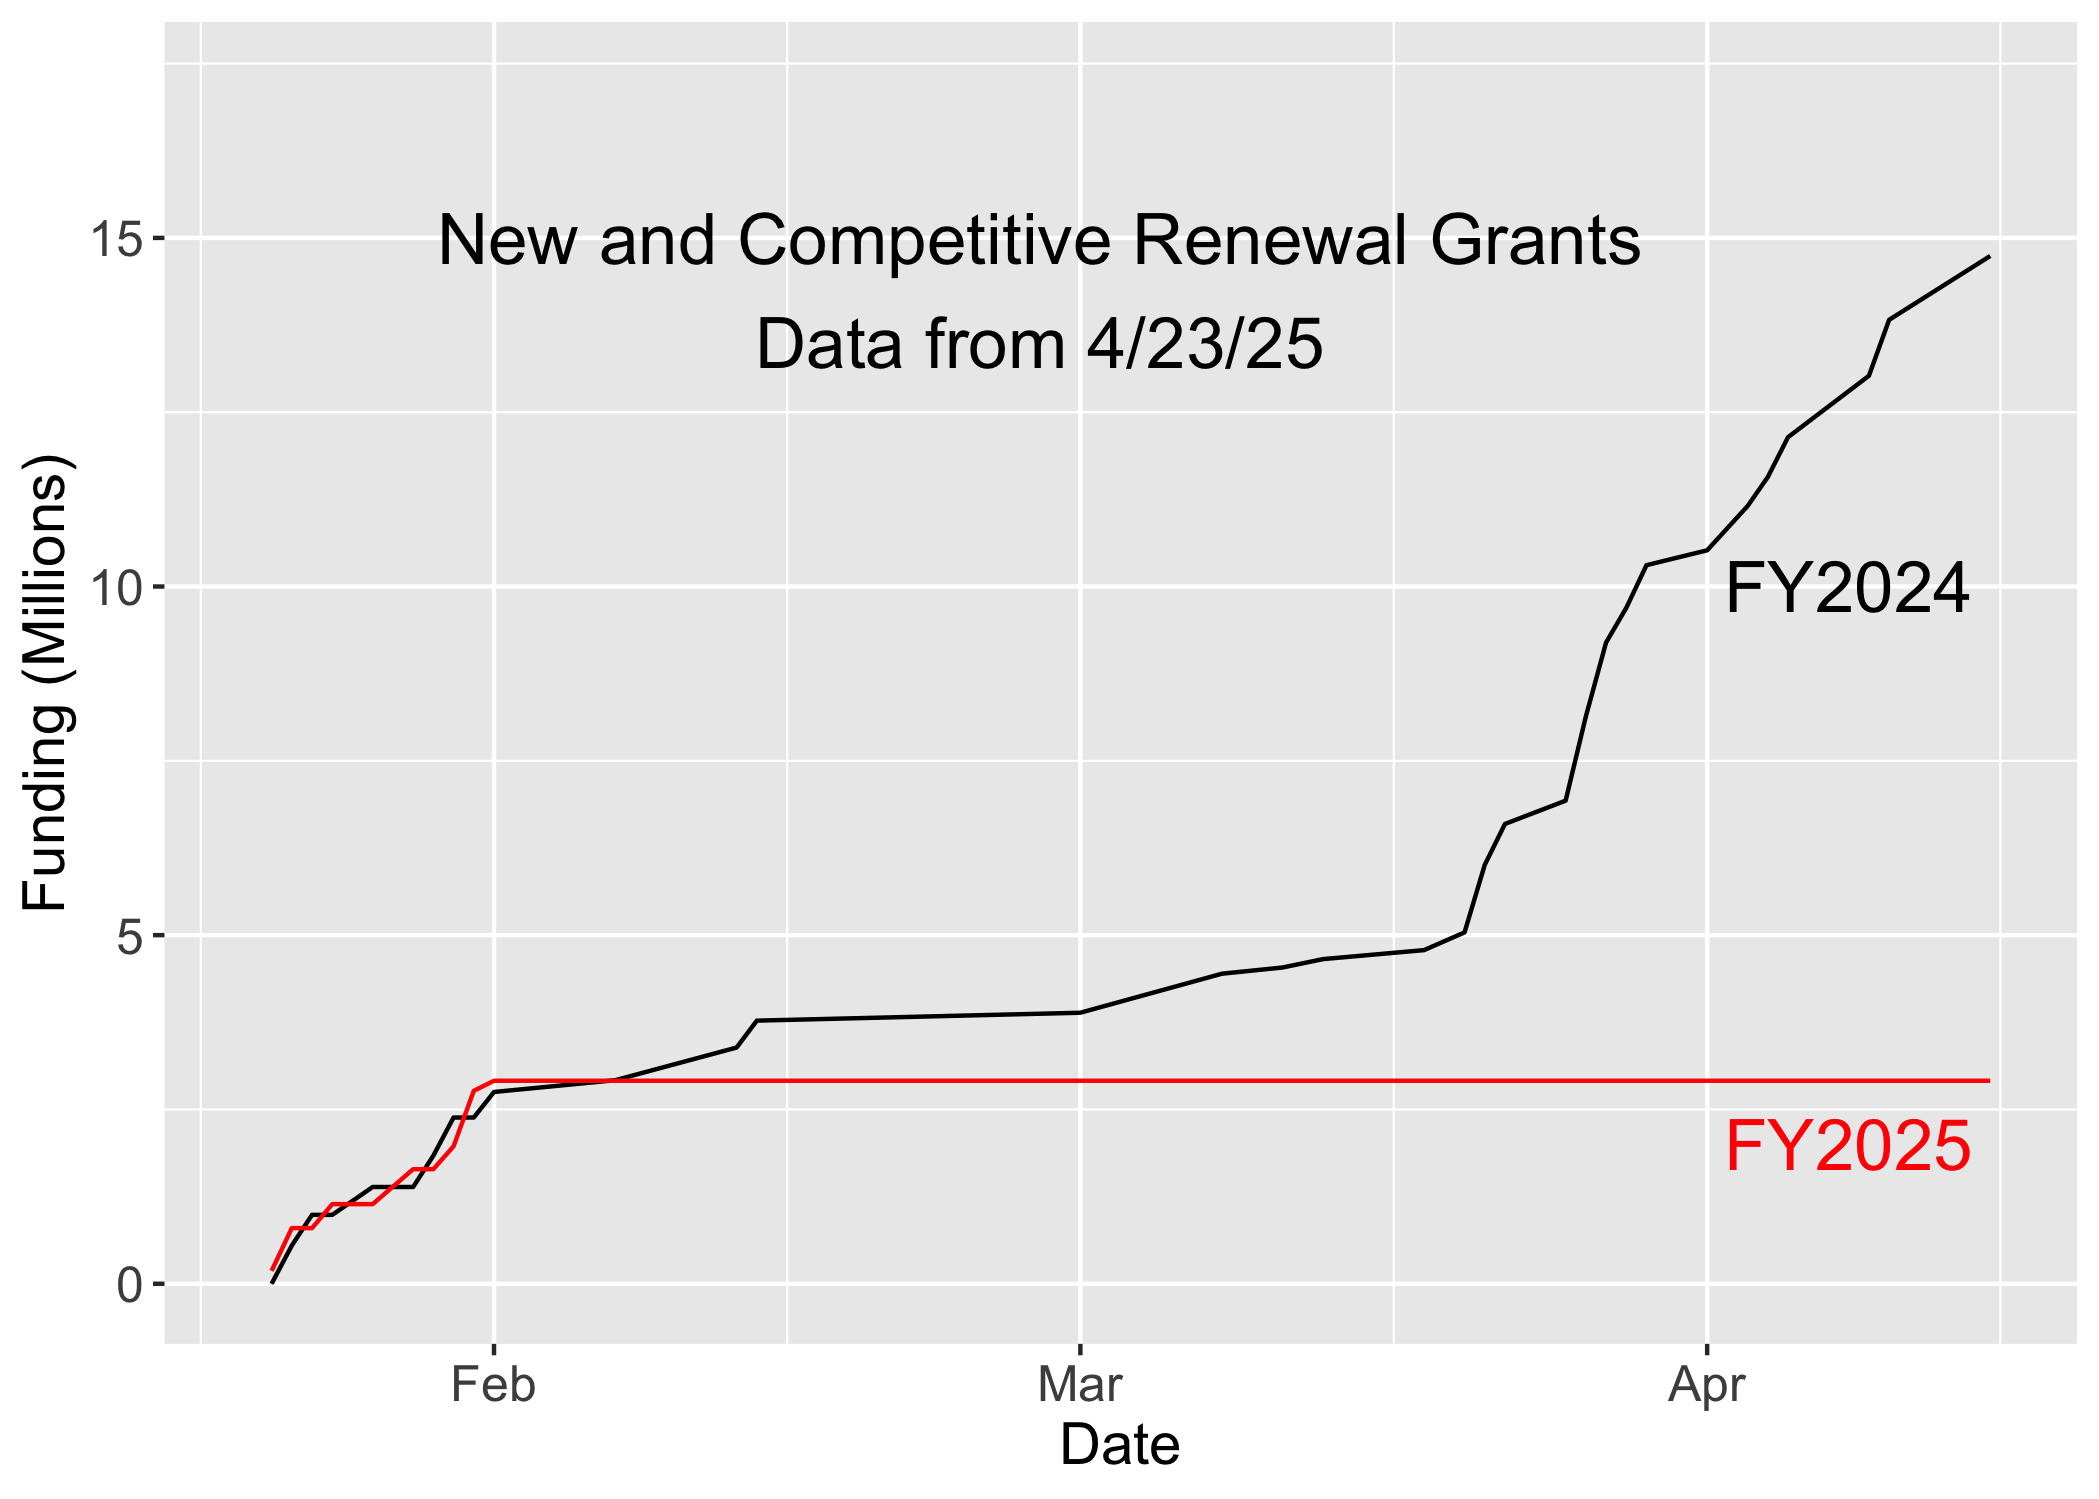 New and Competitive Renewal Grants
Data from 4/23/25
Funding (Millions)
15
10
5
0
FY2024
FY2025
Feb
Mar
Apr
Date